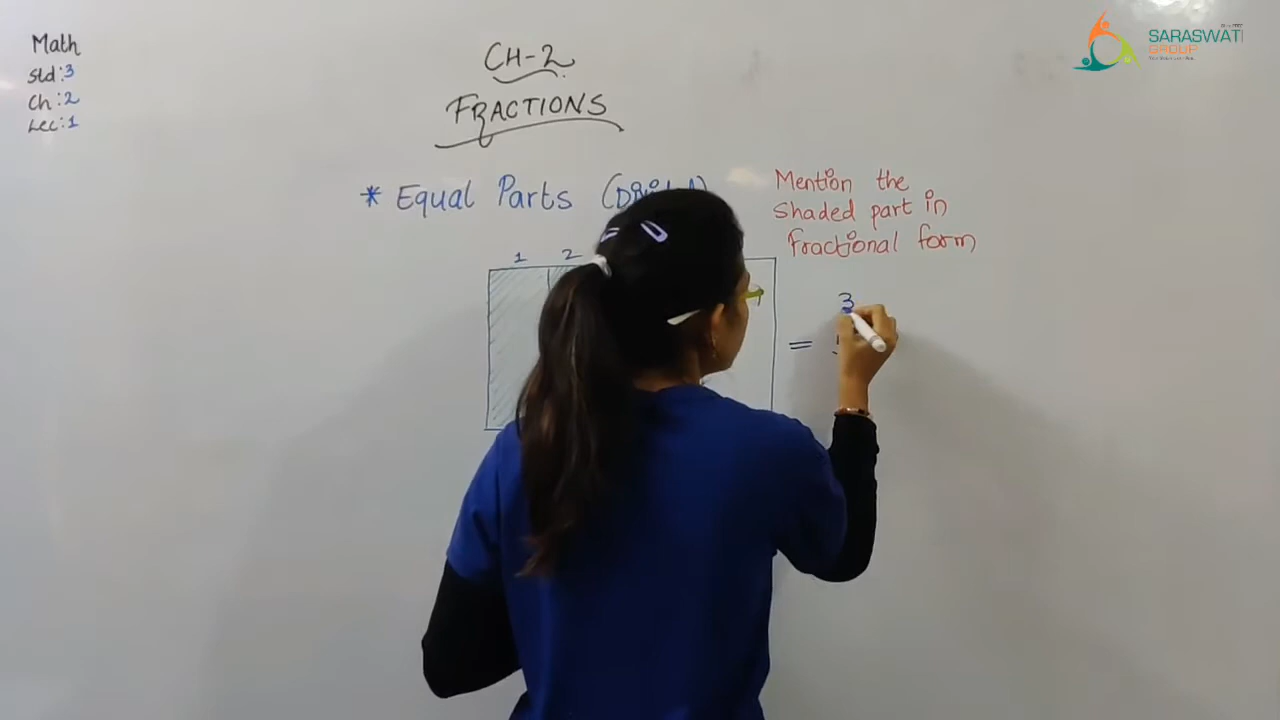 Math
Std:3
Ch:2
Lec:1
CH-2
FRACTIONS
* Equal Parts
Mention the
Shaded part in
fractional form
1 2
= 3
SARASWATI
GROUP